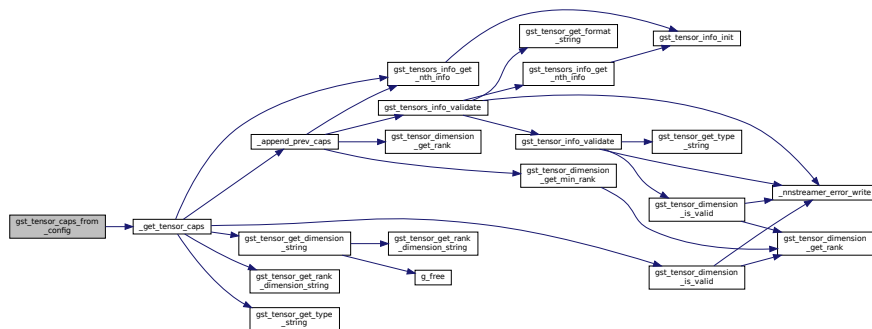 gst_tensor_caps_from
_config
_get_tensor_caps
gst_tensors_info_get
_nth_info
_append_prev_caps
gst_tensor_get_dimension
_string
gst_tensor_get_rank
_dimension_string
gst_tensor_get_type
_string
gst_tensors_info_validate
gst_tensor_dimension
_get_rank
gst_tensor_get_rank
_dimension_string
g_free
gst_tensor_get_format
_string
gst_tensors_info_get
_nth_info
gst_tensor_info_validate
gst_tensor_dimension
_get_min_rank
gst_tensor_info_init
gst_tensor_get_type
_string
gst_tensor_dimension
_is_valid
gst_tensor_dimension
_is_valid
_nnstreamer_error_write
gst_tensor_dimension
_get_rank